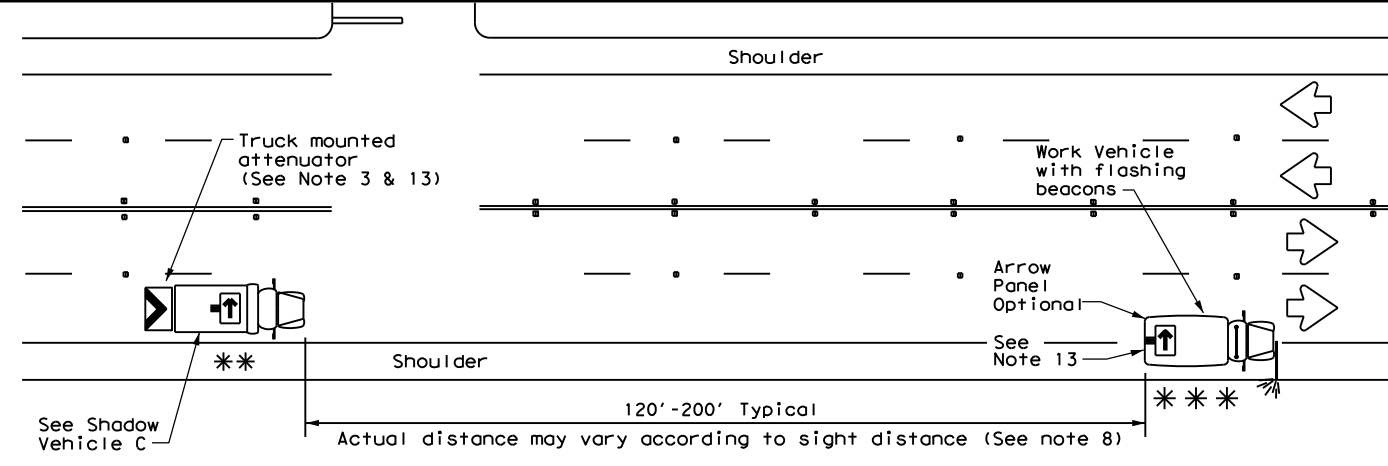 Shoulder
Truck mounted
attenuator
(See Note 3 & 13)
Work Vehicle
with flashing
beacons
Arrow
Panel
Optional
See
Note 13
Shoulder
**
***
See Shadow
Vehicle C
120'-200' Typical
Actual distance may vary according to sight distance (See note 8)